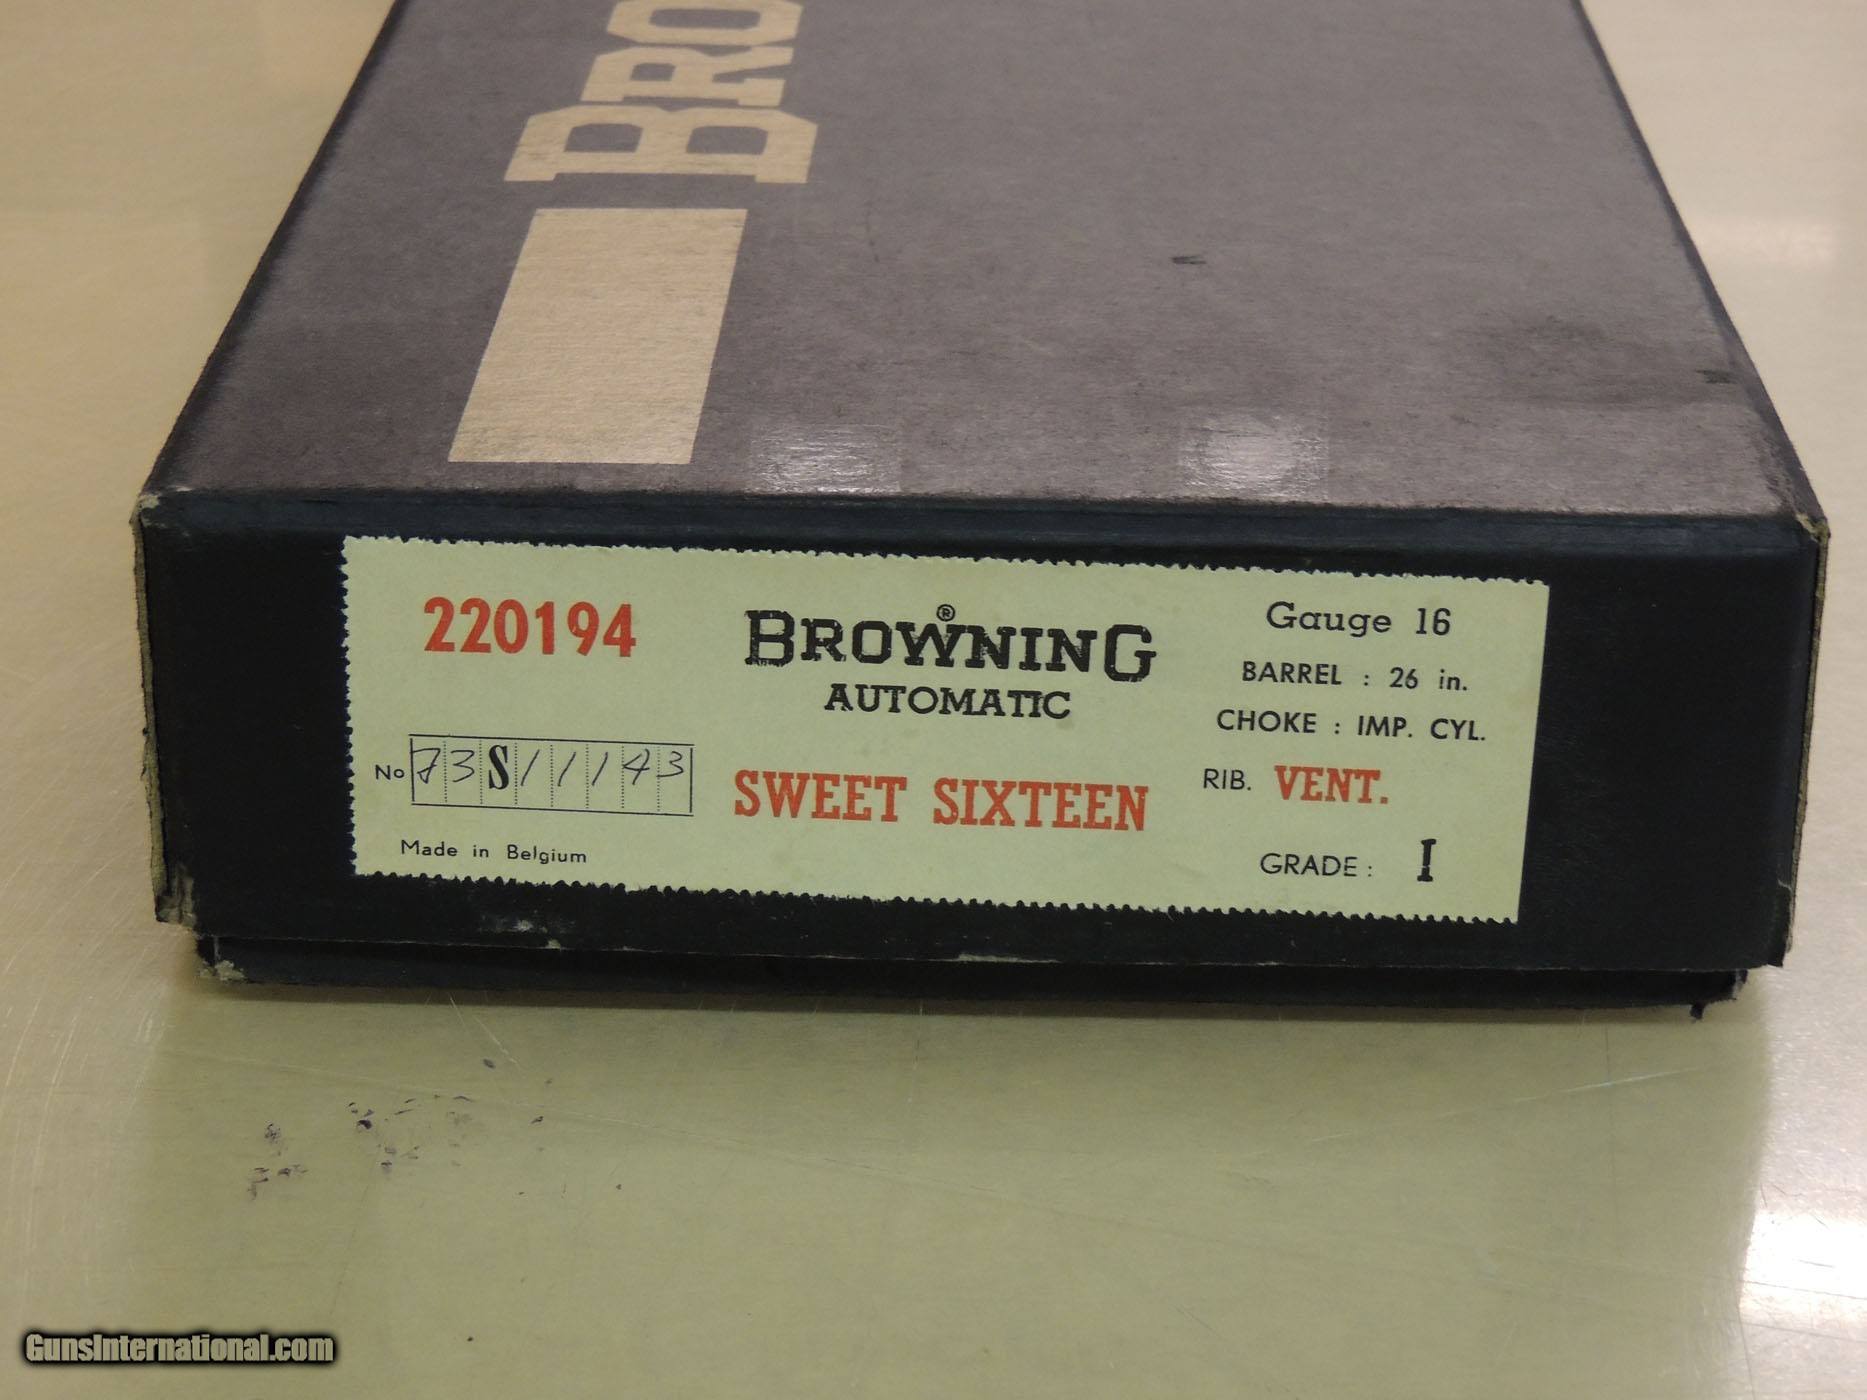 BRO
220194
BROWNING®
AUTOMATIC
SWEET SIXTEEN
No 73S11143
Made in Belgium
Gauge 16
BARREL : 26 in.
CHOKE : IMP. CYL.
RIB. VENT.
GRADE : I
GunsInternational.com